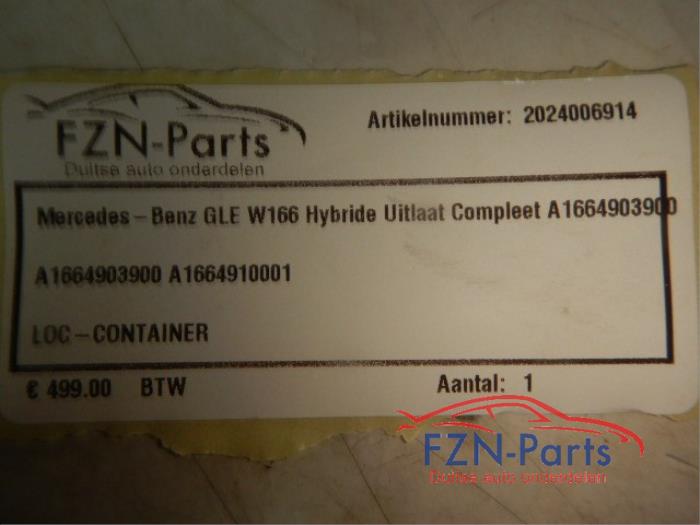 FZN-Parts
Duitse auto onderdelen
Artikelnummer: 2024006914
Mercedes-Benz GLE W166 Hybride Uitlaat Compleet A1664903900
A1664903900 A1664910001
LOC-CONTAINER
€ 499.00 BTW
Aantal: 1
FZN-Parts
Duitse auto onderdelen